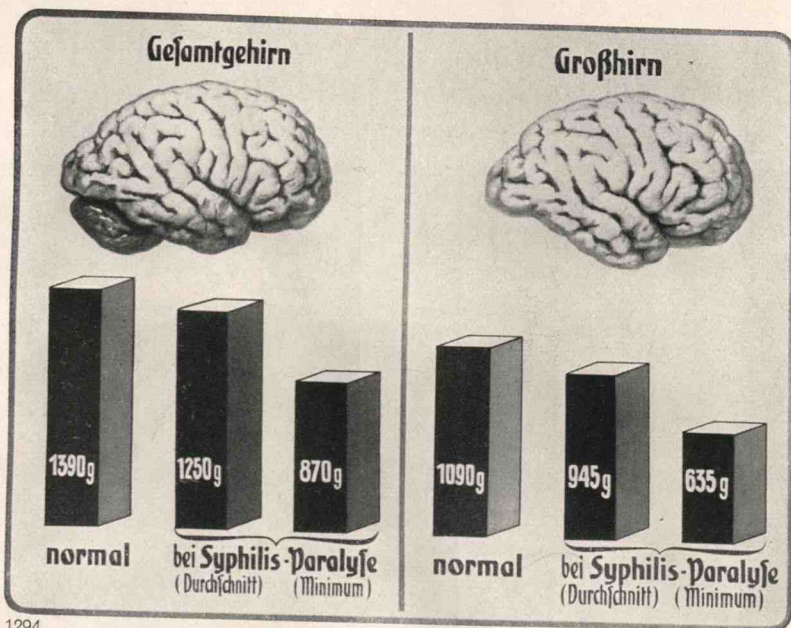 Geſamtgehirn
1390g
1250g
870g
normal
bei Syphilis-Paralyſe
(Durchſchnitt) (Minimum)
Großhirn
1090g
945g
635g
normal
bei Syphilis-Paralyſe
(Durchſchnitt) (Minimum)
1294